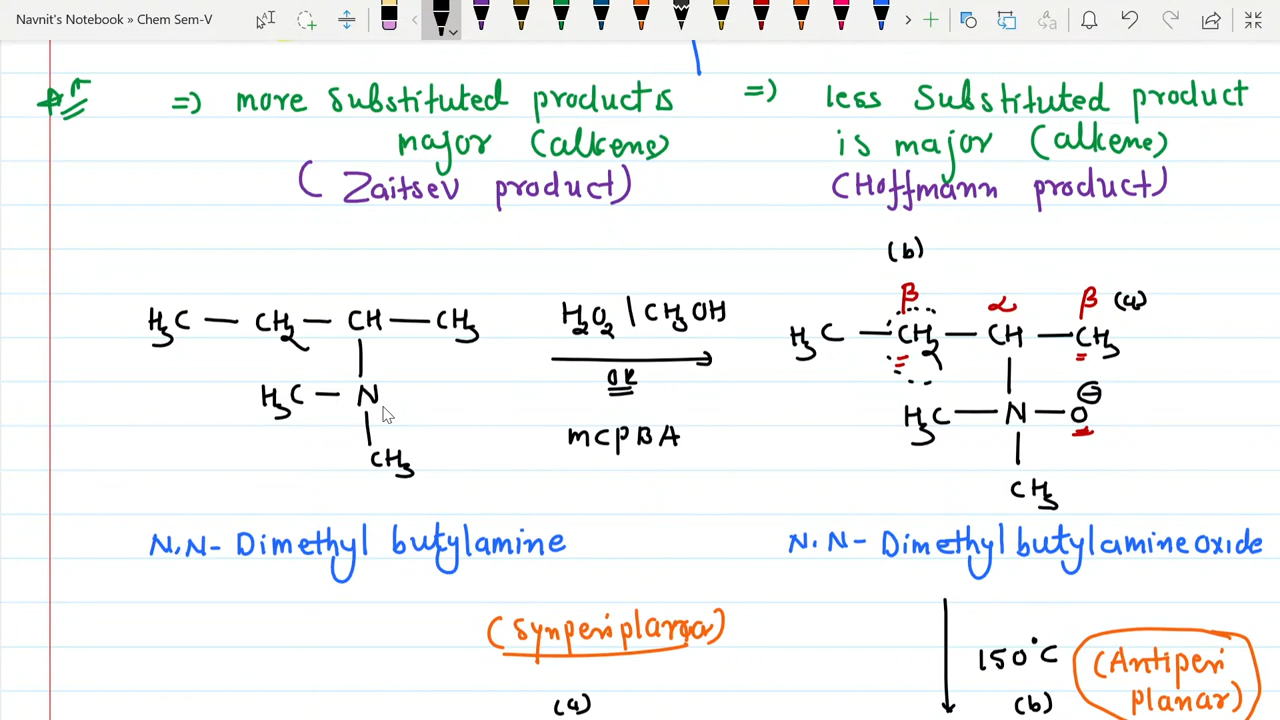 Navnit's Notebook » Chem Sem-V
=) more substituted product is
major (alkene)
(Zaitsev product)
=) less substituted product
is major (alkene)
(Hoffmann product)
H3C — CH2 — CH — CH3
H3C — N
CH3
H2O2 | CH3OH
OR
mcpBA
(b)
β α β (a)
H3C — CH2 — CH — CH3
H3C — N — O⊖
CH3
N.N- Dimethyl butylamine
N.N- Dimethyl butylamine oxide
150°C
(Antiperi
planar)
(a)
(b)